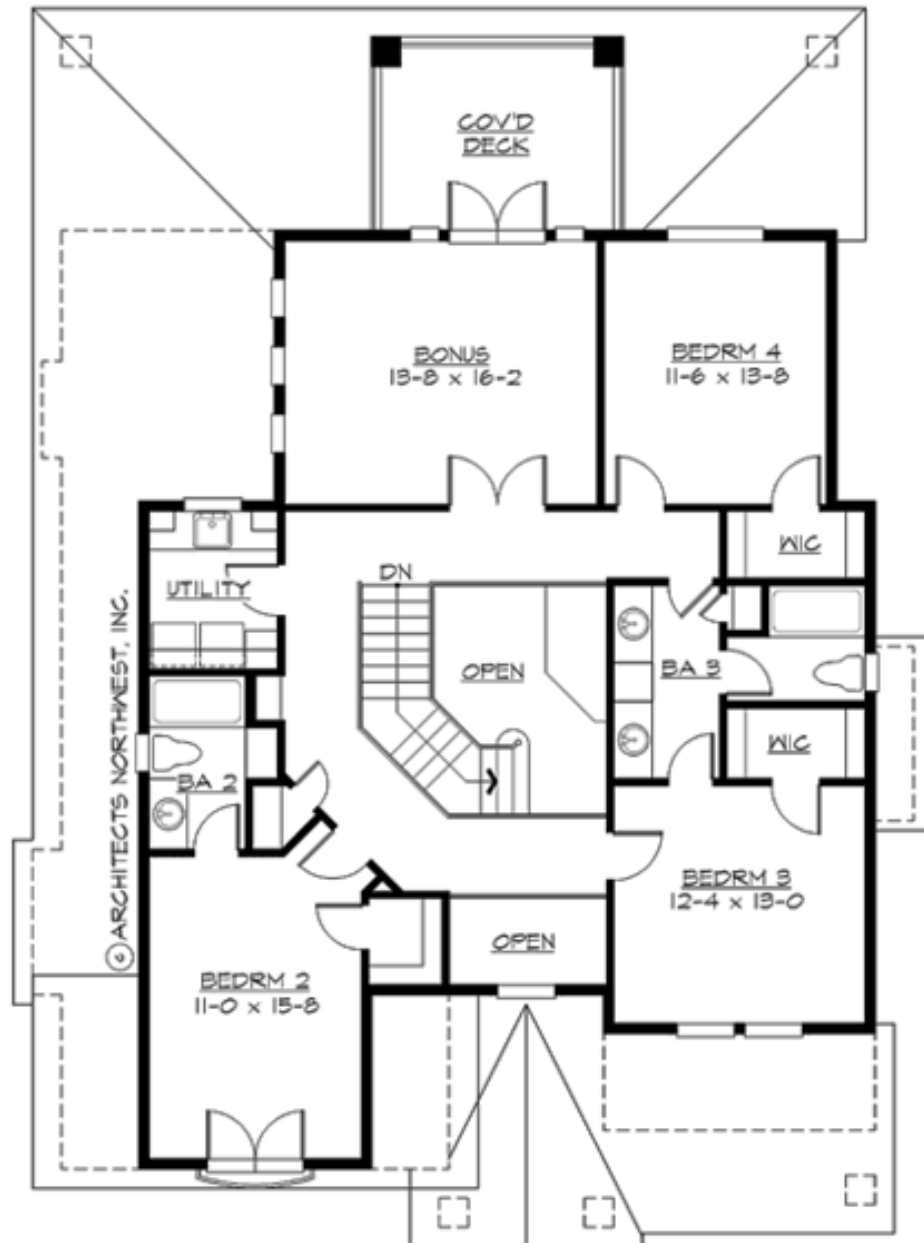 COV'D
DECK
BONUS
13-8 x 16-2
BEDRM 4
11-6 x 13-8
WIC
UTILITY
DN
OPEN
BA 3
WIC
BA 2
BEDRM 3
12-4 x 13-0
OPEN
BEDRM 2
11-0 x 15-8
© ARCHITECTS NORTHWEST, INC.